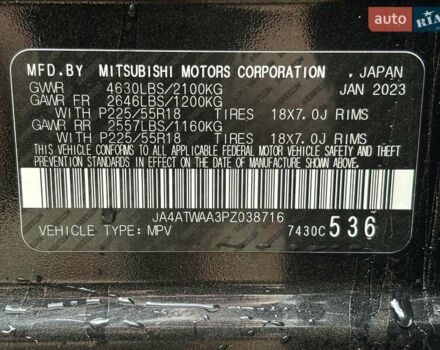 auto RIA
MFD.BY MITSUBISHI MOTORS CORPORATION , JAPAN
GVWR 4630LBS/2100KG JAN 2023
GAWR FR 2646LBS/1200KG
WITH P225/55R18 TIRES 18X7.0J RIMS
GAWR RR 2557LBS/1160KG
WITH P225/55R18 TIRES 18X7.0J RIMS
THIS VEHICLE CONFORMS TO ALL APPLICABLE
FEDERAL MOTOR VEHICLE SAFETY, BUMPER, AND
THEFT PREVENTION STANDARDS IN EFFECT ON THE
DATE OF MANUFACTURE SHOWN ABOVE.
JA4ATWAA3PZ038716
VEHICLE TYPE: MPV 7430C 536